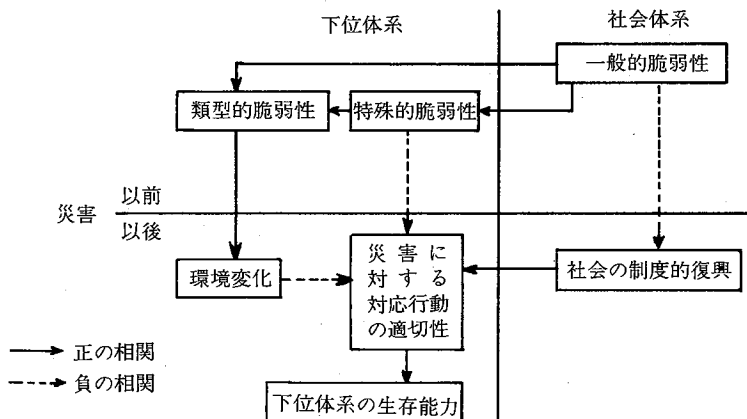 下位体系
社会体系
一般的脆弱性
類型的脆弱性
特殊的脆弱性
災害
以前
以後
環境変化
災害に
対する
対応行動
の適切性
社会の制度的復興
正の相関
負の相関
下位体系の生存能力